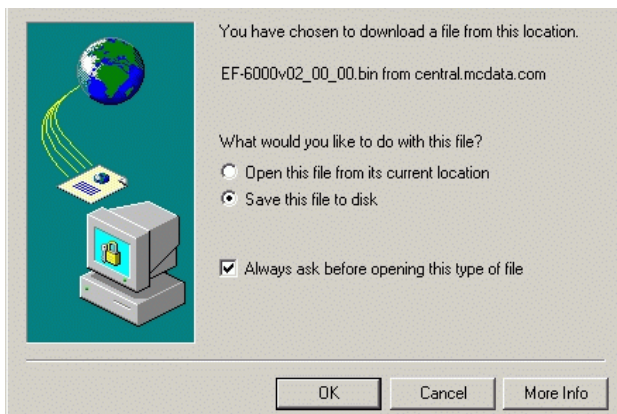 You have chosen to download a file from this location.
EF-6000v02_00_00.bin from central.mcdata.com
What would you like to do with this file?
Open this file from its current location
Save this file to disk
Always ask before opening this type of file
OK
Cancel
More Info